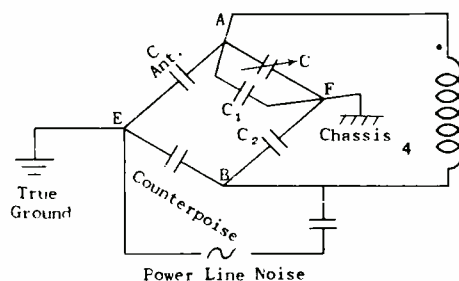 A
C
Ant.
C
C1
F
E
C2
Chassis
4
B
True
Ground
Counterpoise
Power Line Noise